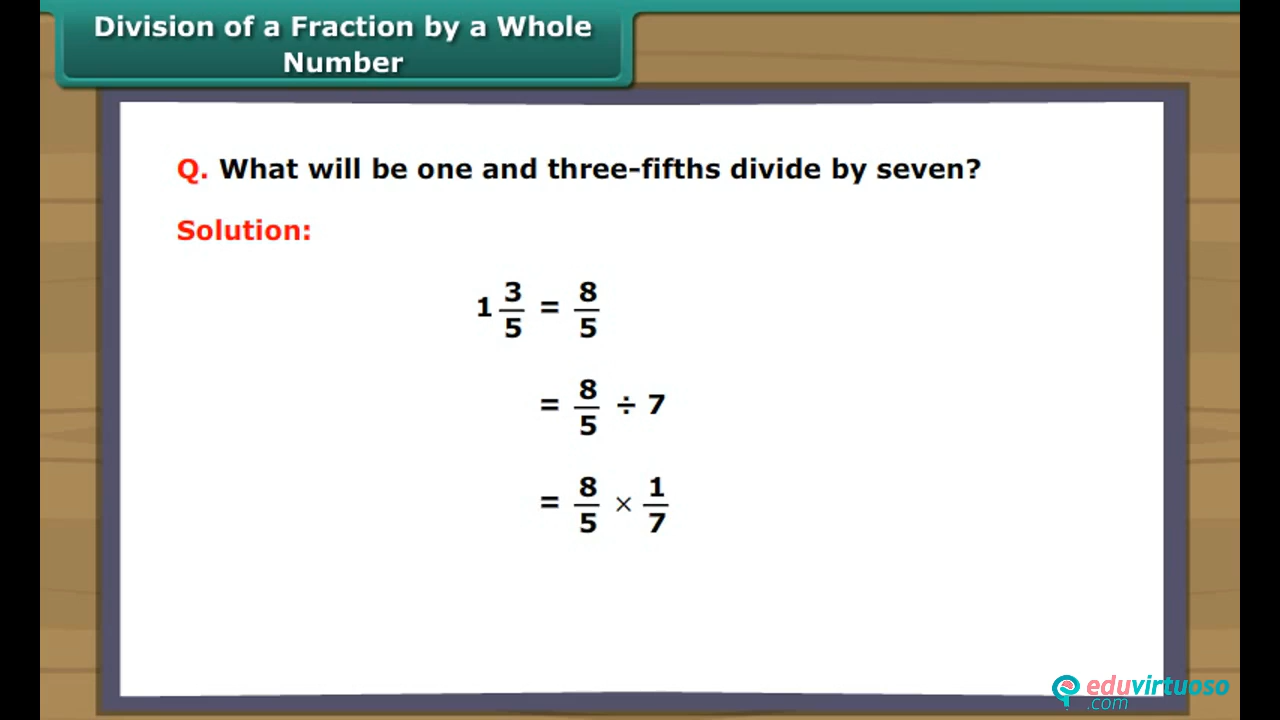 Division of a Fraction by a Whole
Number
Q. What will be one and three-fifths divide by seven?
Solution:
1 3/5 = 8/5
= 8/5 ÷ 7
= 8/5 × 1/7
eduvirtuoso
.com